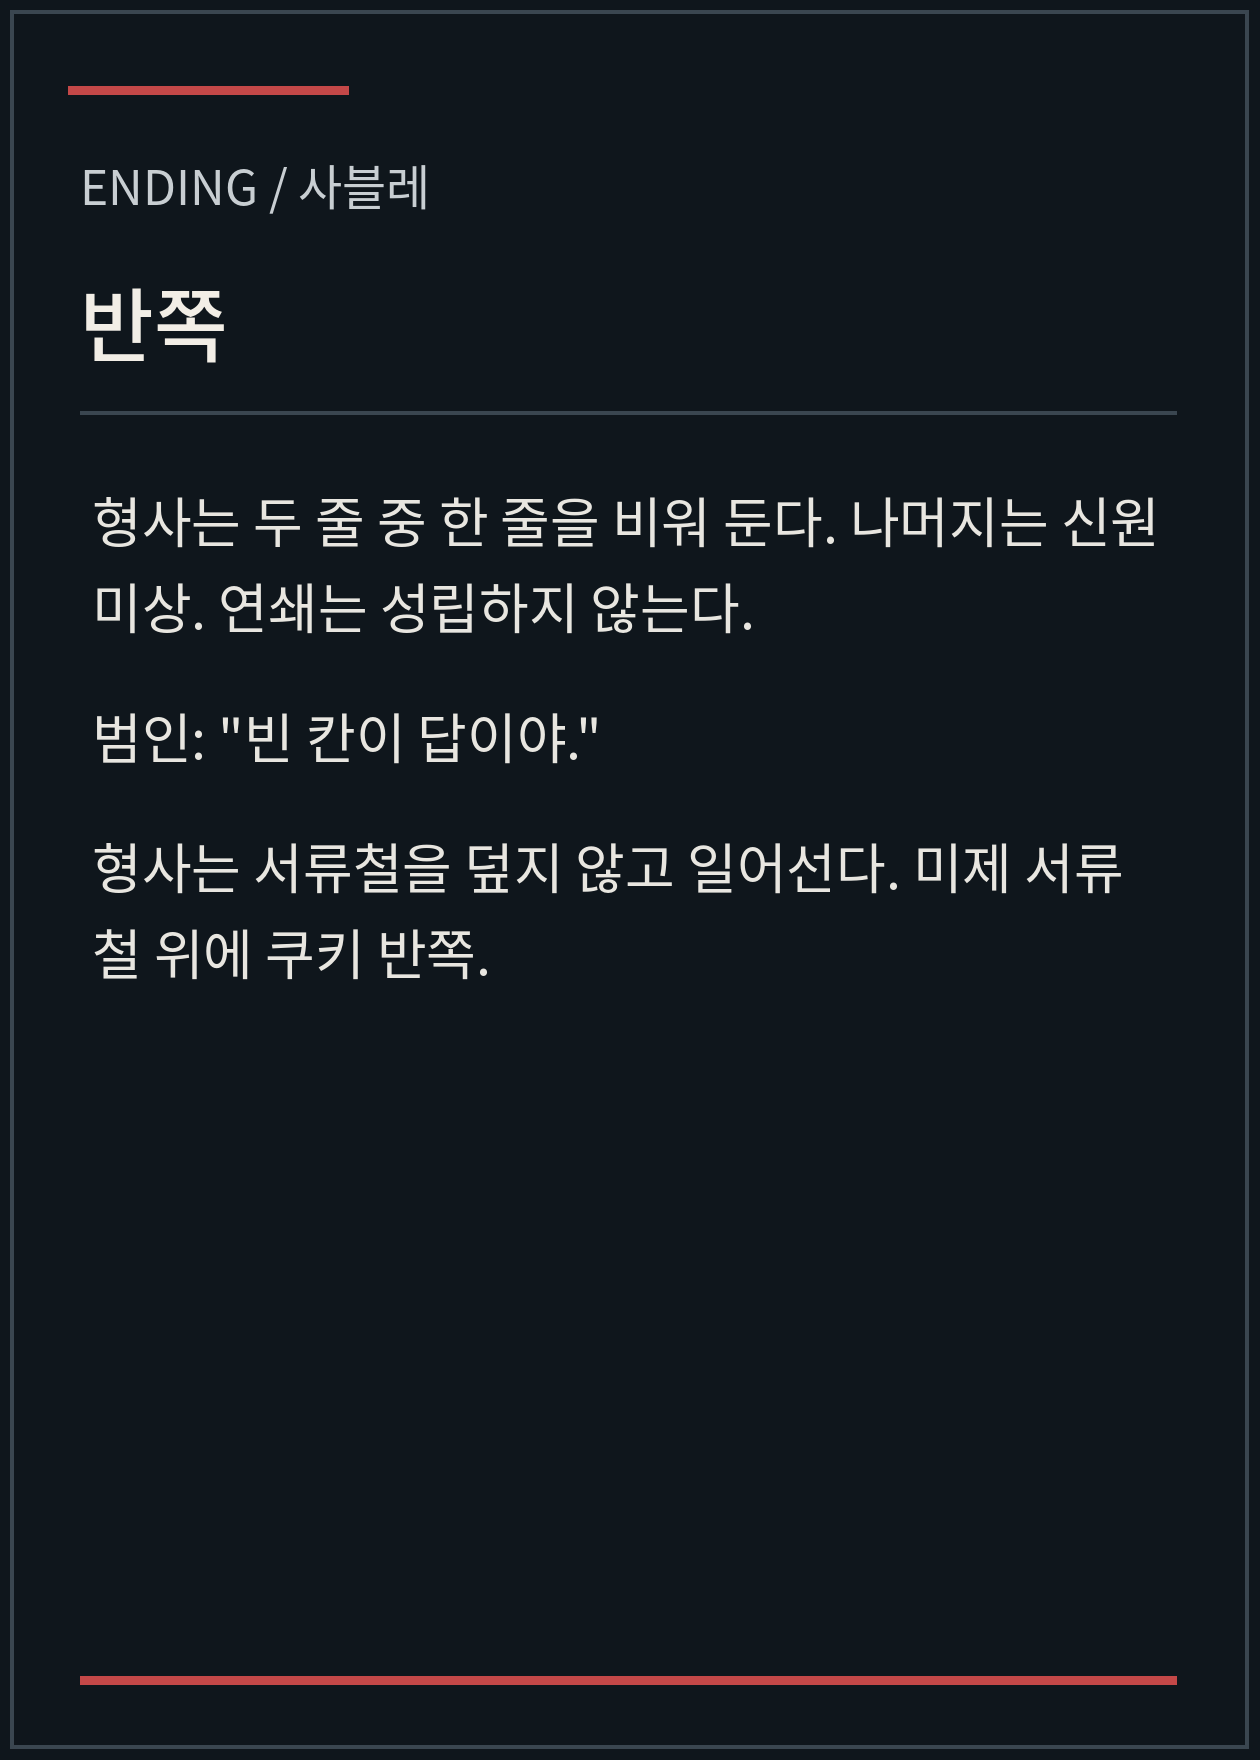 ENDING / 사블레
반쪽
형사는 두 줄 중 한 줄을 비워 둔다. 나머지는 신원
미상. 연쇄는 성립하지 않는다.
범인: "빈 칸이 답이야."
형사는 서류철을 덮지 않고 일어선다. 미제 서류
철 위에 쿠키 반쪽.